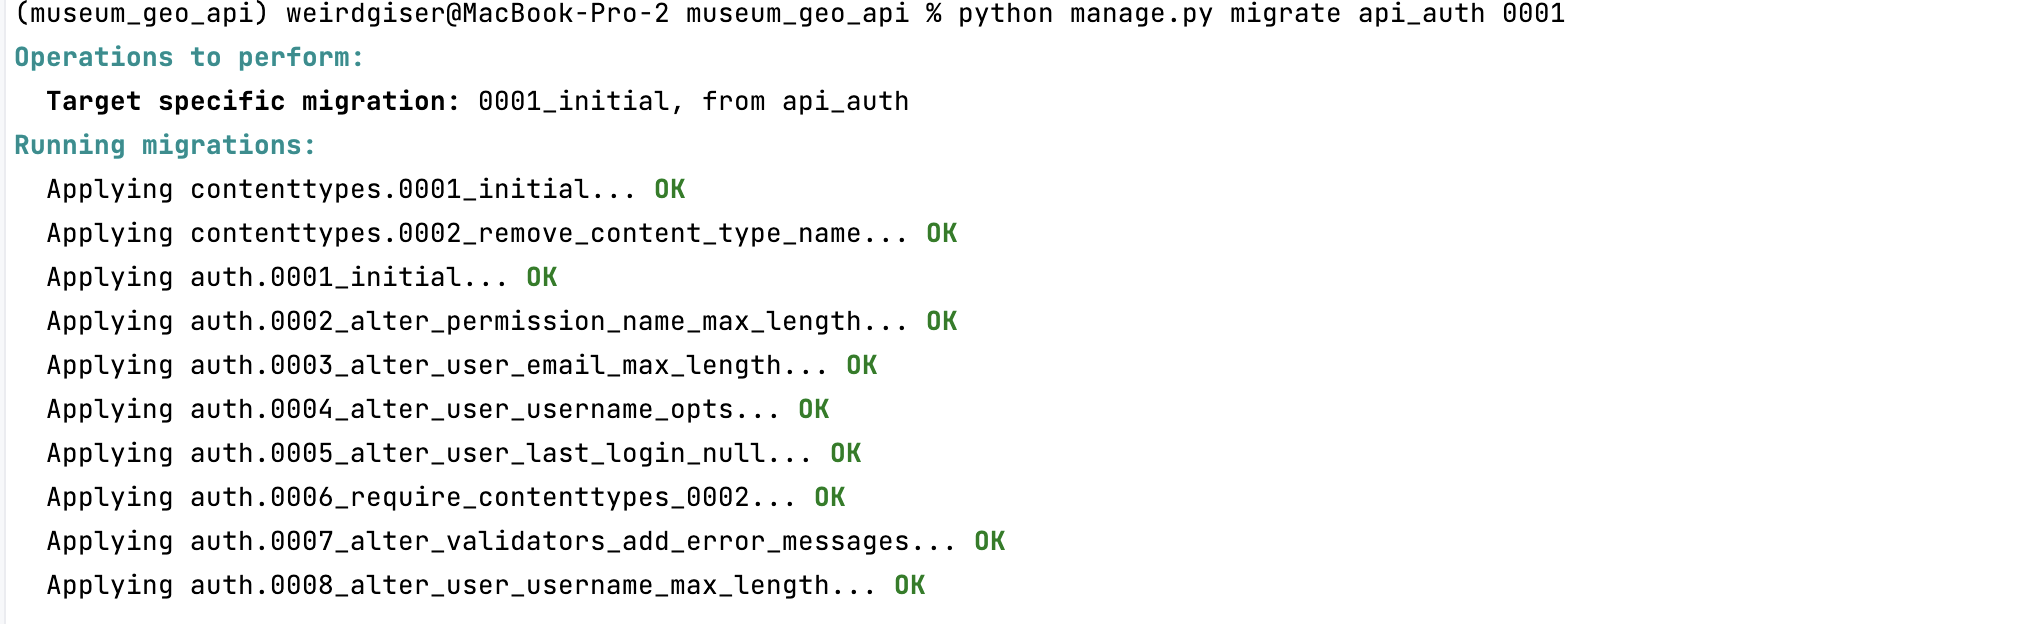 (museum_geo_api) weirdgiser@MacBook-Pro-2 museum_geo_api % python manage.py migrate api_auth 0001
Operations to perform:
  Target specific migration: 0001_initial, from api_auth
Running migrations:
  Applying contenttypes.0001_initial... OK
  Applying contenttypes.0002_remove_content_type_name... OK
  Applying auth.0001_initial... OK
  Applying auth.0002_alter_permission_name_max_length... OK
  Applying auth.0003_alter_user_email_max_length... OK
  Applying auth.0004_alter_user_username_opts... OK
  Applying auth.0005_alter_user_last_login_null... OK
  Applying auth.0006_require_contenttypes_0002... OK
  Applying auth.0007_alter_validators_add_error_messages... OK
  Applying auth.0008_alter_user_username_max_length... OK